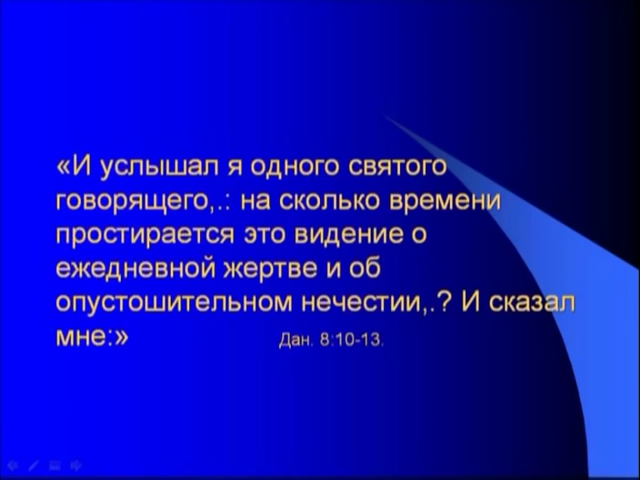 «И услышал я одного святого
говорящего,.: на сколько времени
простирается это видение о
ежедневной жертве и об
опустошительном нечестии,.? И сказал
мне:» Дан. 8:10-13.